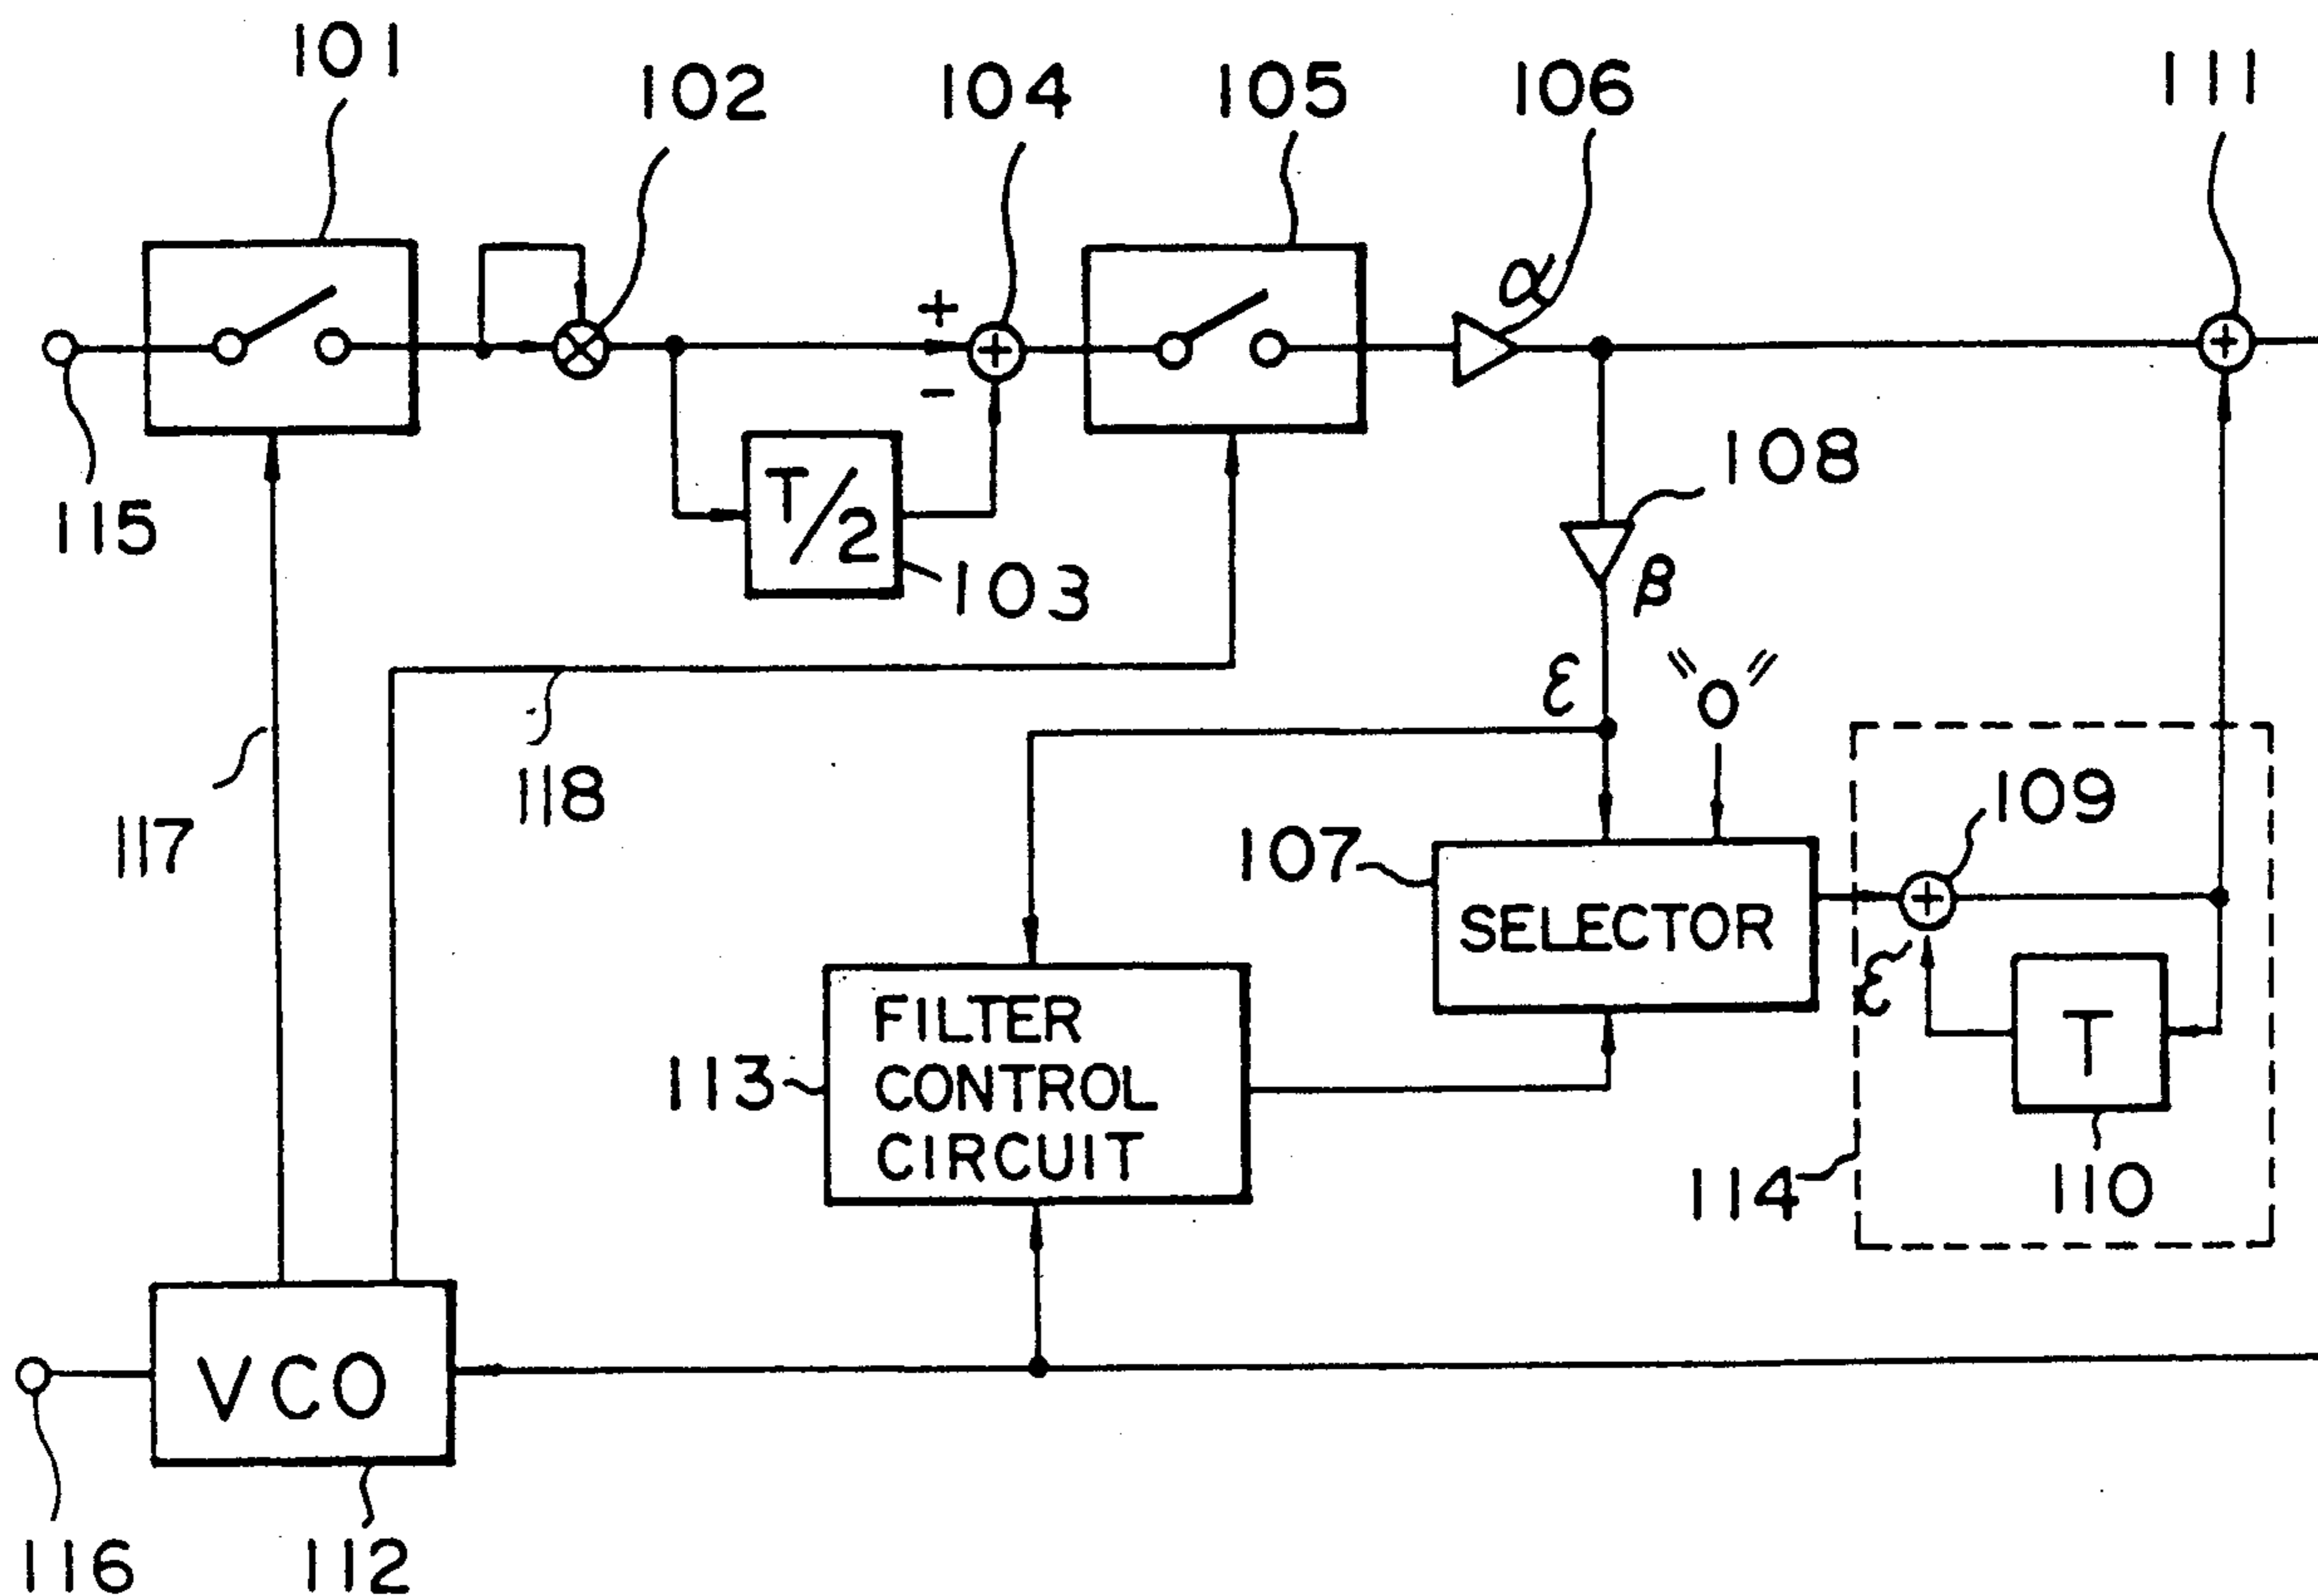 101
102
104
105
106
111
α
+
−
115
T/2
103
108
β
ε
"0"
117
118
107
SELECTOR
109
ε
T
113
FILTER
CONTROL
CIRCUIT
114
110
VCO
116
112